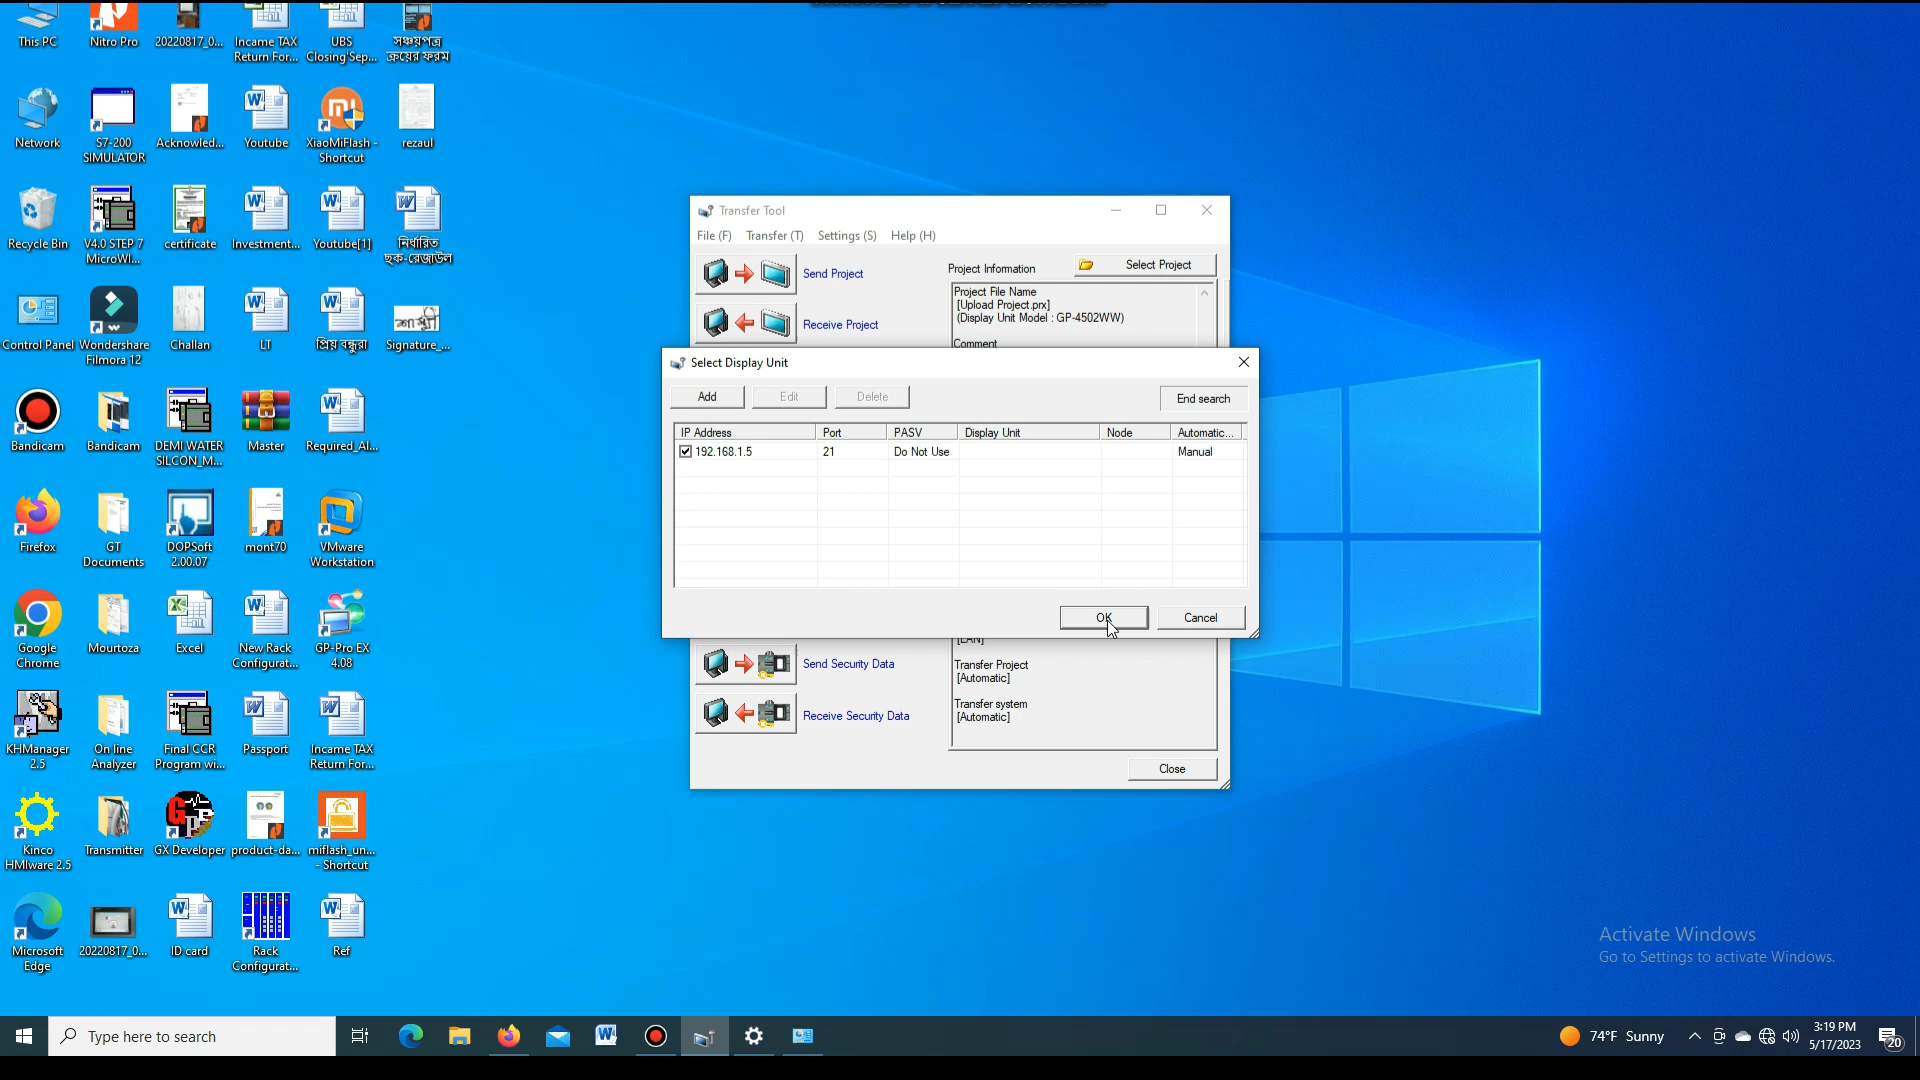 This PC
Nitro Pro
20220817_0...
Incame TAX
Return For...
UBS
Closing'Sep...
সঞ্চয়পত্র
ক্রয়ের ফরম
Network
S7-200
SIMULATOR
Acknowled...
Youtube
XiaoMiFlash -
Shortcut
rezaul
Recycle Bin
V4.0 STEP 7
MicroWI...
certificate
Investment...
Youtube[1]
নির্ধারিত
ছক-রেজাউল
Control Panel
Wondershare
Filmora 12
Challan
LT
প্রিয় বন্ধুরা
Signature_...
Bandicam
Bandicam
DEMI WATER
SILCON_M...
Master
Required_Al...
Firefox
GT
Documents
DOPSoft
2.00.07
mont70
VMware
Workstation
Google
Chrome
Mourtoza
Excel
New Rack
Configurat...
GP-Pro EX
4.08
KHManager
2.5
On line
Analyzer
Final CCR
Program wi...
Passport
Incame TAX
Return For...
Kinco
HMIware 2.5
Transmitter
GX Developer
product-da...
miflash_un...
- Shortcut
Microsoft
Edge
20220817_0...
ID card
Rack
Configurat...
Ref
Transfer Tool
File (F) Transfer (T) Settings (S) Help (H)
Send Project
Receive Project
Project Information
Select Project
Project File Name
[Upload Project.prx]
(Display Unit Model : GP-4502WW)
Comment
Select Display Unit
Add Edit Delete End search
IP Address Port PASV Display Unit Node Automatic...
192.168.1.5 21 Do Not Use Manual
OK Cancel
[LAN]
Send Security Data
Receive Security Data
Transfer Project
[Automatic]
Transfer system
[Automatic]
Close
Activate Windows
Go to Settings to activate Windows.
Type here to search
74°F Sunny
3:19 PM
5/17/2023
20